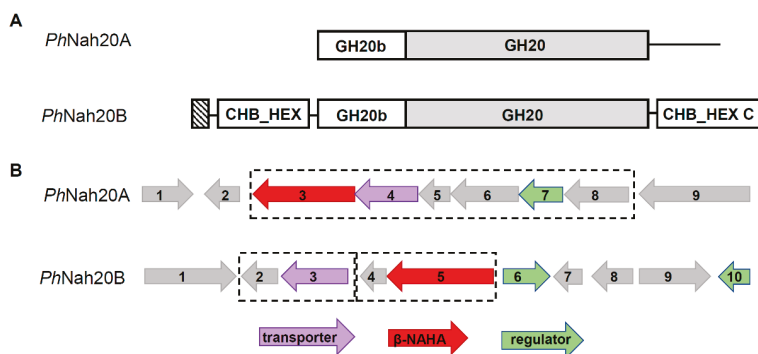 A
PhNah20A GH20b GH20
PhNah20B CHB_HEX GH20b GH20 CHB_HEX C
B
PhNah20A 1 2 3 4 5 6 7 8 9
PhNah20B 1 2 3 4 5 6 7 8 9 10
transporter β-NAHA regulator